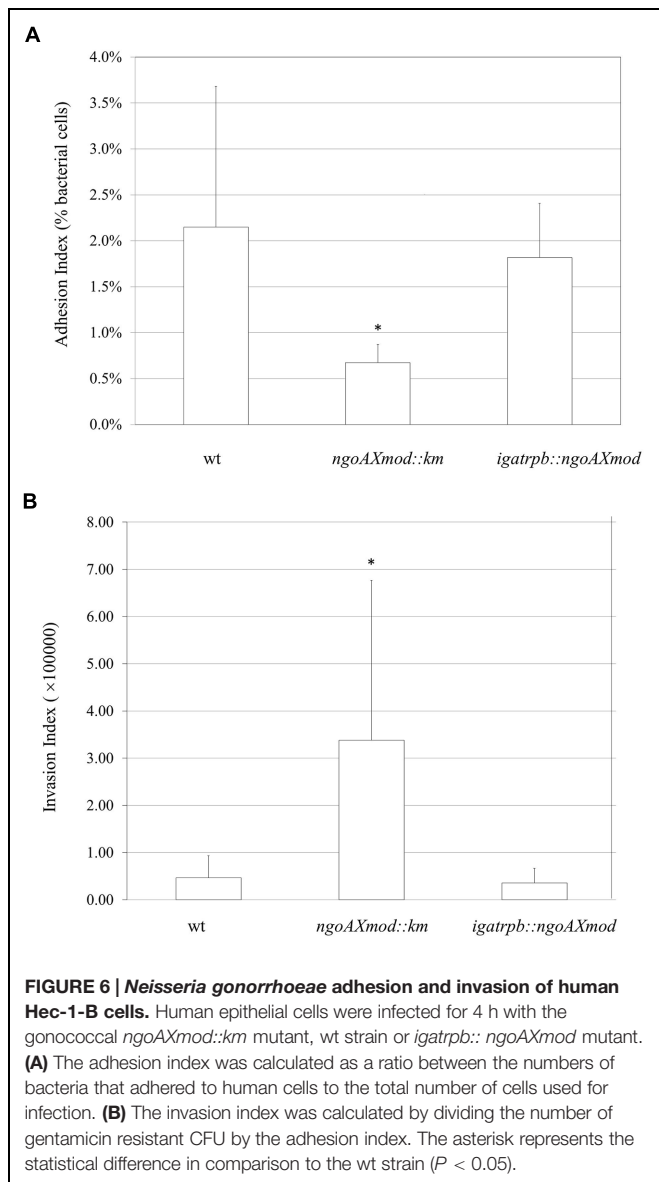 A
4.0%
3.5%
3.0%
2.5%
2.0%
1.5%
1.0%
0.5%
0.0%
Adhesion Index (% bacterial cells)
*
wt ngoAXmod::km igatrpb::ngoAXmod
B
8.00
7.00
6.00
5.00
4.00
3.00
2.00
1.00
0.00
Invasion Index ( ×100000)
*
wt ngoAXmod::km igatrpb::ngoAXmod
FIGURE 6 | Neisseria gonorrhoeae adhesion and invasion of human
Hec-1-B cells. Human epithelial cells were infected for 4 h with the
gonococcal ngoAXmod::km mutant, wt strain or igatrpb:: ngoAXmod mutant.
(A) The adhesion index was calculated as a ratio between the numbers of
bacteria that adhered to human cells to the total number of cells used for
infection. (B) The invasion index was calculated by dividing the number of
gentamicin resistant CFU by the adhesion index. The asterisk represents the
statistical difference in comparison to the wt strain (P < 0.05).